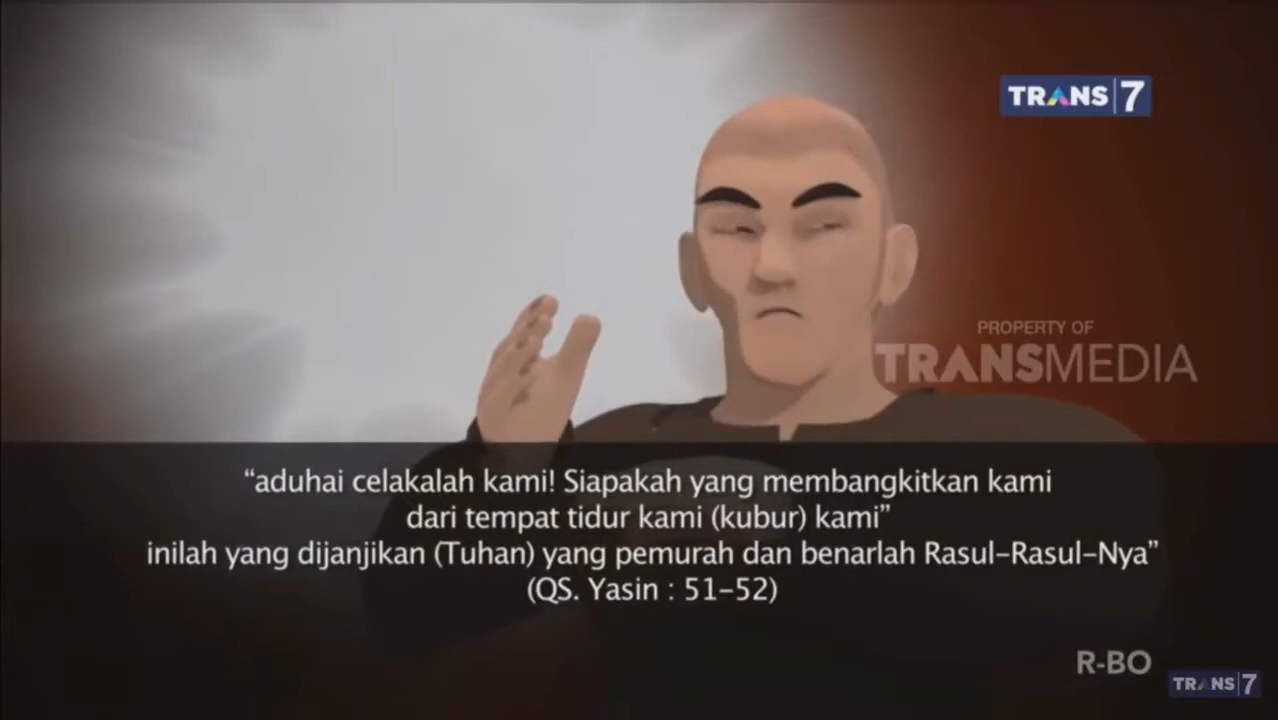 TRANS|7
PROPERTY OF
TRANSMEDIA
“aduhai celakalah kami! Siapakah yang membangkitkan kami
dari tempat tidur kami (kubur) kami”
inilah yang dijanjikan (Tuhan) yang pemurah dan benarlah Rasul-Rasul-Nya”
(QS. Yasin : 51-52)
R-BO
TRANS|7